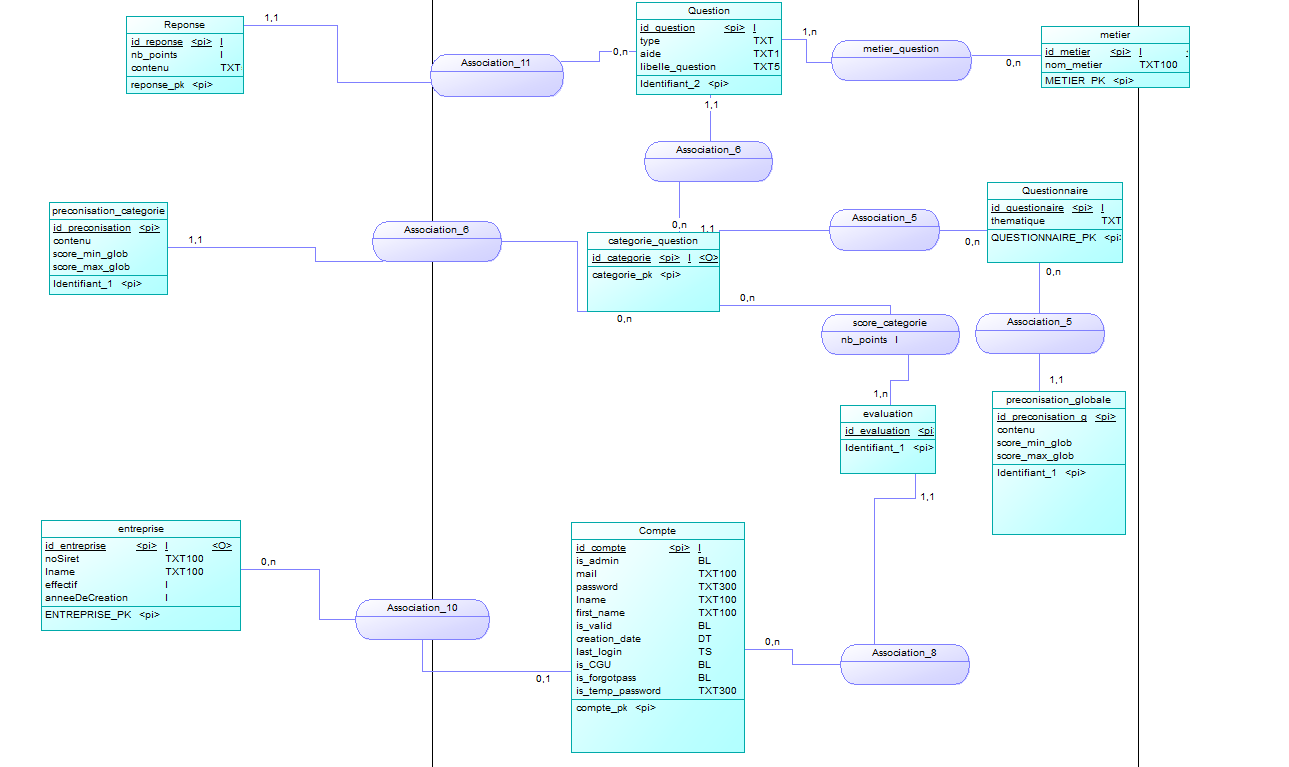 Reponse
id_reponse <pi> I
nb_points I
contenu TXT
reponse_pk <pi>
1,1
Association_11
0,n
Question
id_question <pi> I
type TXT
aide TXT1
libelle_question TXT5
Identifiant_2 <pi>
1,n
metier_question
0,n
metier
id_metier <pi> I
nom_metier TXT100
METIER_PK <pi>
1,1
Association_6
0,n
preconisation_categorie
id_preconisation <pi>
contenu
score_min_glob
score_max_glob
Identifiant_1 <pi>
1,1
Association_6
0,n
categorie_question
id_categorie <pi> I <O>
categorie_pk <pi>
1,1
Association_5
0,n
Questionnaire
id_questionaire <pi> I
thematique TXT
QUESTIONNAIRE_PK <pi
0,n
Association_5
1,1
preconisation_globale
id_preconisation_g <pi>
contenu
score_min_glob
score_max_glob
Identifiant_1 <pi>
0,n
score_categorie
nb_points I
1,n
evaluation
id_evaluation <pi
Identifiant_1 <pi>
1,1
entreprise
id_entreprise <pi> I <O>
noSiret TXT100
lname TXT100
effectif I
anneeDeCreation I
ENTREPRISE_PK <pi>
0,n
Association_10
0,1
Compte
id_compte <pi> I
is_admin BL
mail TXT100
password TXT300
lname TXT100
first_name TXT100
is_valid BL
creation_date DT
last_login TS
is_CGU BL
is_forgotpass BL
is_temp_password TXT300
compte_pk <pi>
0,n
Association_8